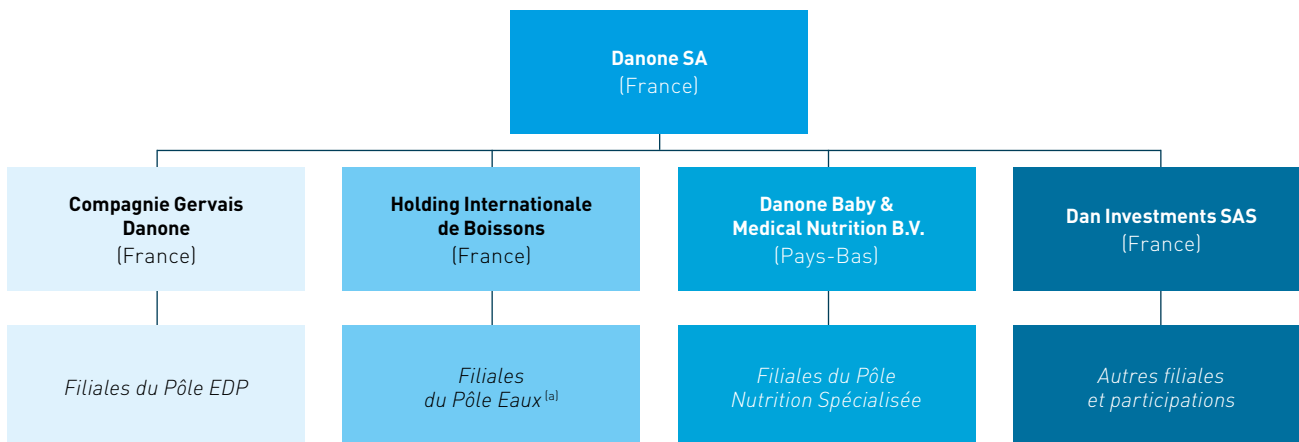 Danone SA
(France)
Compagnie Gervais
Danone
(France)
Holding Internationale
de Boissons
(France)
Danone Baby &
Medical Nutrition B.V.
(Pays-Bas)
Dan Investments SAS
(France)
Filiales du Pôle EDP
Filiales
du Pôle Eaux (a)
Filiales du Pôle
Nutrition Spécialisée
Autres filiales
et participations